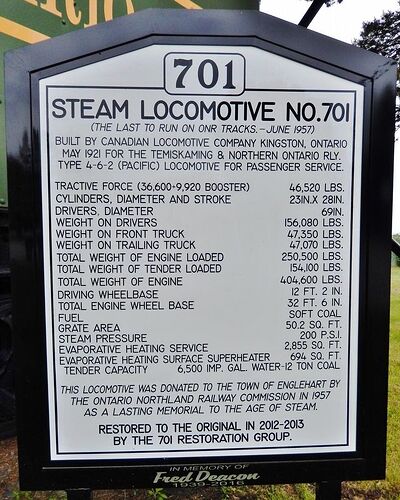 701
STEAM LOCOMOTIVE NO.701
(THE LAST TO RUN ON ONR TRACKS.-JUNE 1957)
BUILT BY CANADIAN LOCOMOTIVE COMPANY KINGSTON, ONTARIO
MAY 1921 FOR THE TEMISKAMING & NORTHERN ONTARIO RLY.
TYPE 4-6-2 (PACIFIC) LOCOMOTIVE FOR PASSENGER SERVICE.
TRACTIVE FORCE (36,600+9,920 BOOSTER) 46,520 LBS.
CYLINDERS, DIAMETER AND STROKE 23IN.X 28IN.
DRIVERS, DIAMETER 69IN.
WEIGHT ON DRIVERS 156,080 LBS.
WEIGHT ON FRONT TRUCK 47,350 LBS.
WEIGHT ON TRAILING TRUCK 47,070 LBS.
TOTAL WEIGHT OF ENGINE LOADED 250,500 LBS.
TOTAL WEIGHT OF TENDER LOADED 154,100 LBS.
TOTAL WEIGHT OF ENGINE 404,600 LBS.
DRIVING WHEELBASE 12 FT. 2 IN.
TOTAL ENGINE WHEEL BASE 32 FT. 6 IN.
FUEL SOFT COAL
GRATE AREA 50.2 SQ. FT.
STEAM PRESSURE 200 P.S.I.
EVAPORATIVE HEATING SERVICE 2,855 SQ. FT.
EVAPORATIVE HEATING SURFACE SUPERHEATER 694 SQ. FT.
TENDER CAPACITY 6,500 IMP. GAL. WATER-12 TON COAL
THIS LOCOMOTIVE WAS DONATED TO THE TOWN OF ENGLEHART BY
THE ONTARIO NORTHLAND RAILWAY COMMISSION IN 1957
AS A LASTING MEMORIAL TO THE AGE OF STEAM.
RESTORED TO THE ORIGINAL IN 2012-2013
BY THE 701 RESTORATION GROUP.
IN MEMORY OF
Fred Deacon
1939-2016